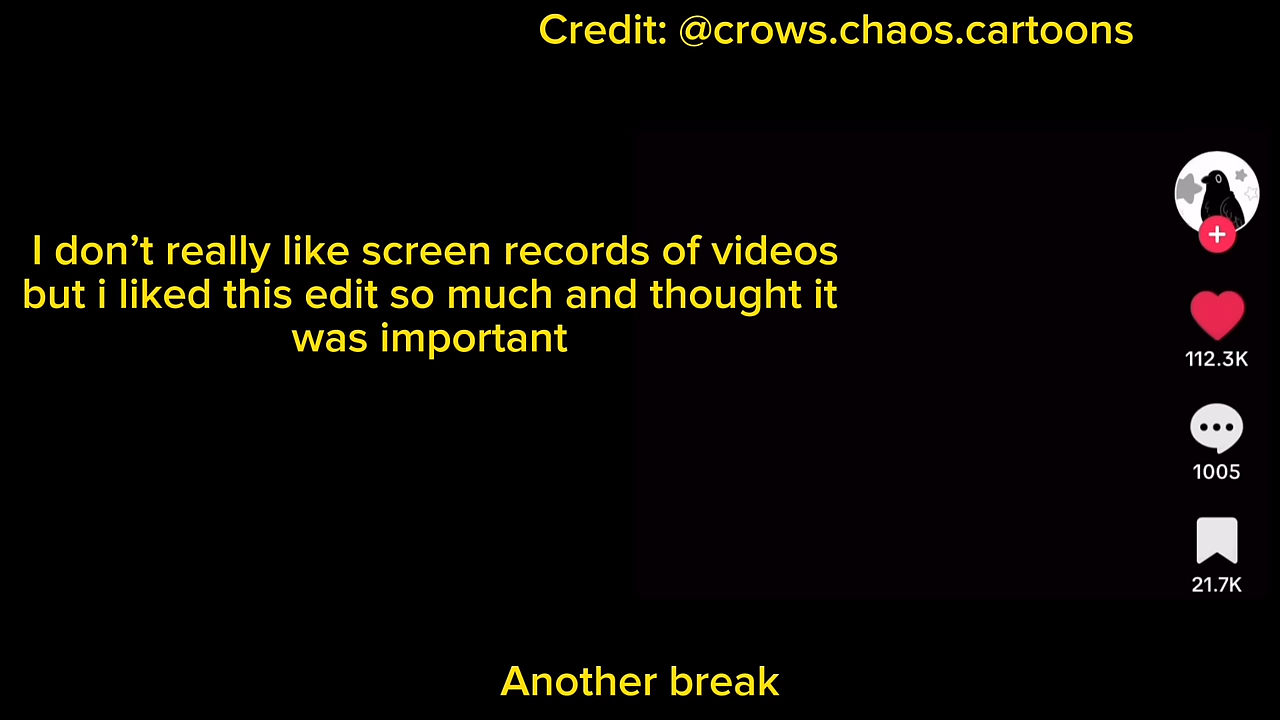 Credit: @crows.chaos.cartoons
I don’t really like screen records of videos
but i liked this edit so much and thought it
was important
112.3K
1005
21.7K
Another break